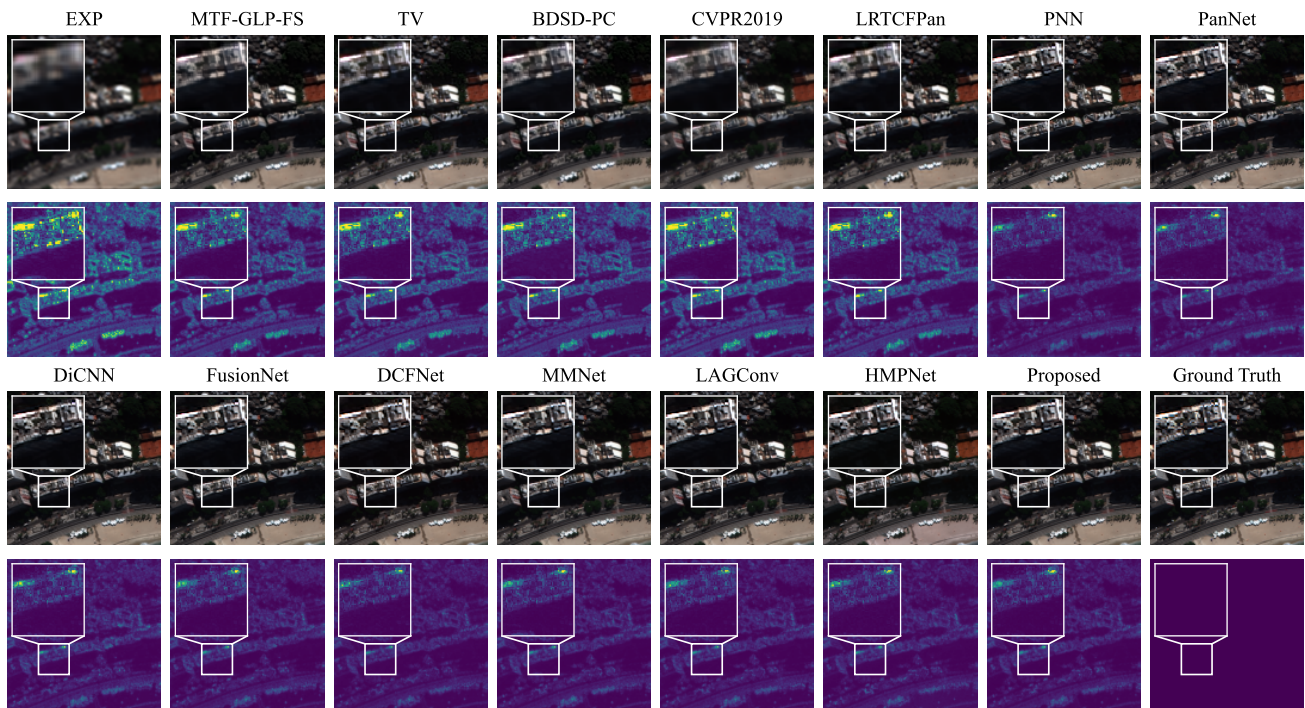 EXP MTF-GLP-FS TV BDSD-PC CVPR2019 LRTCFPan PNN PanNet
DiCNN FusionNet DCFNet MMNet LAGConv HMPNet Proposed Ground Truth